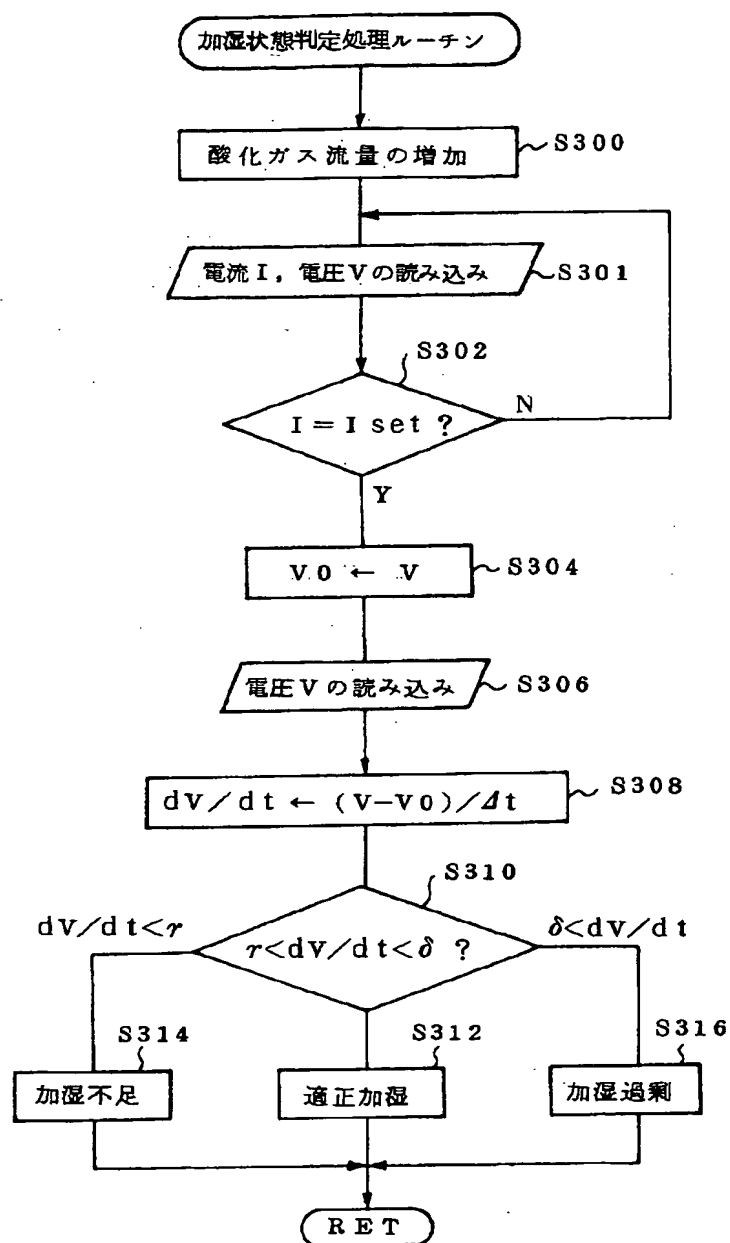 加湿状態判定処理ルーチン
酸化ガス流量の増加
S300
電流I,電圧Vの読み込み
S301
S302
I=Iset?
N
Y
V0 ← V
S304
電圧Vの読み込み
S306
dV/dt ← (V-V0)/Δt
S308
S310
dV/dt<r
r<dV/dt<δ ?
δ<dV/dt
S314
S312
S316
加湿不足
適正加湿
加湿過剰
RET